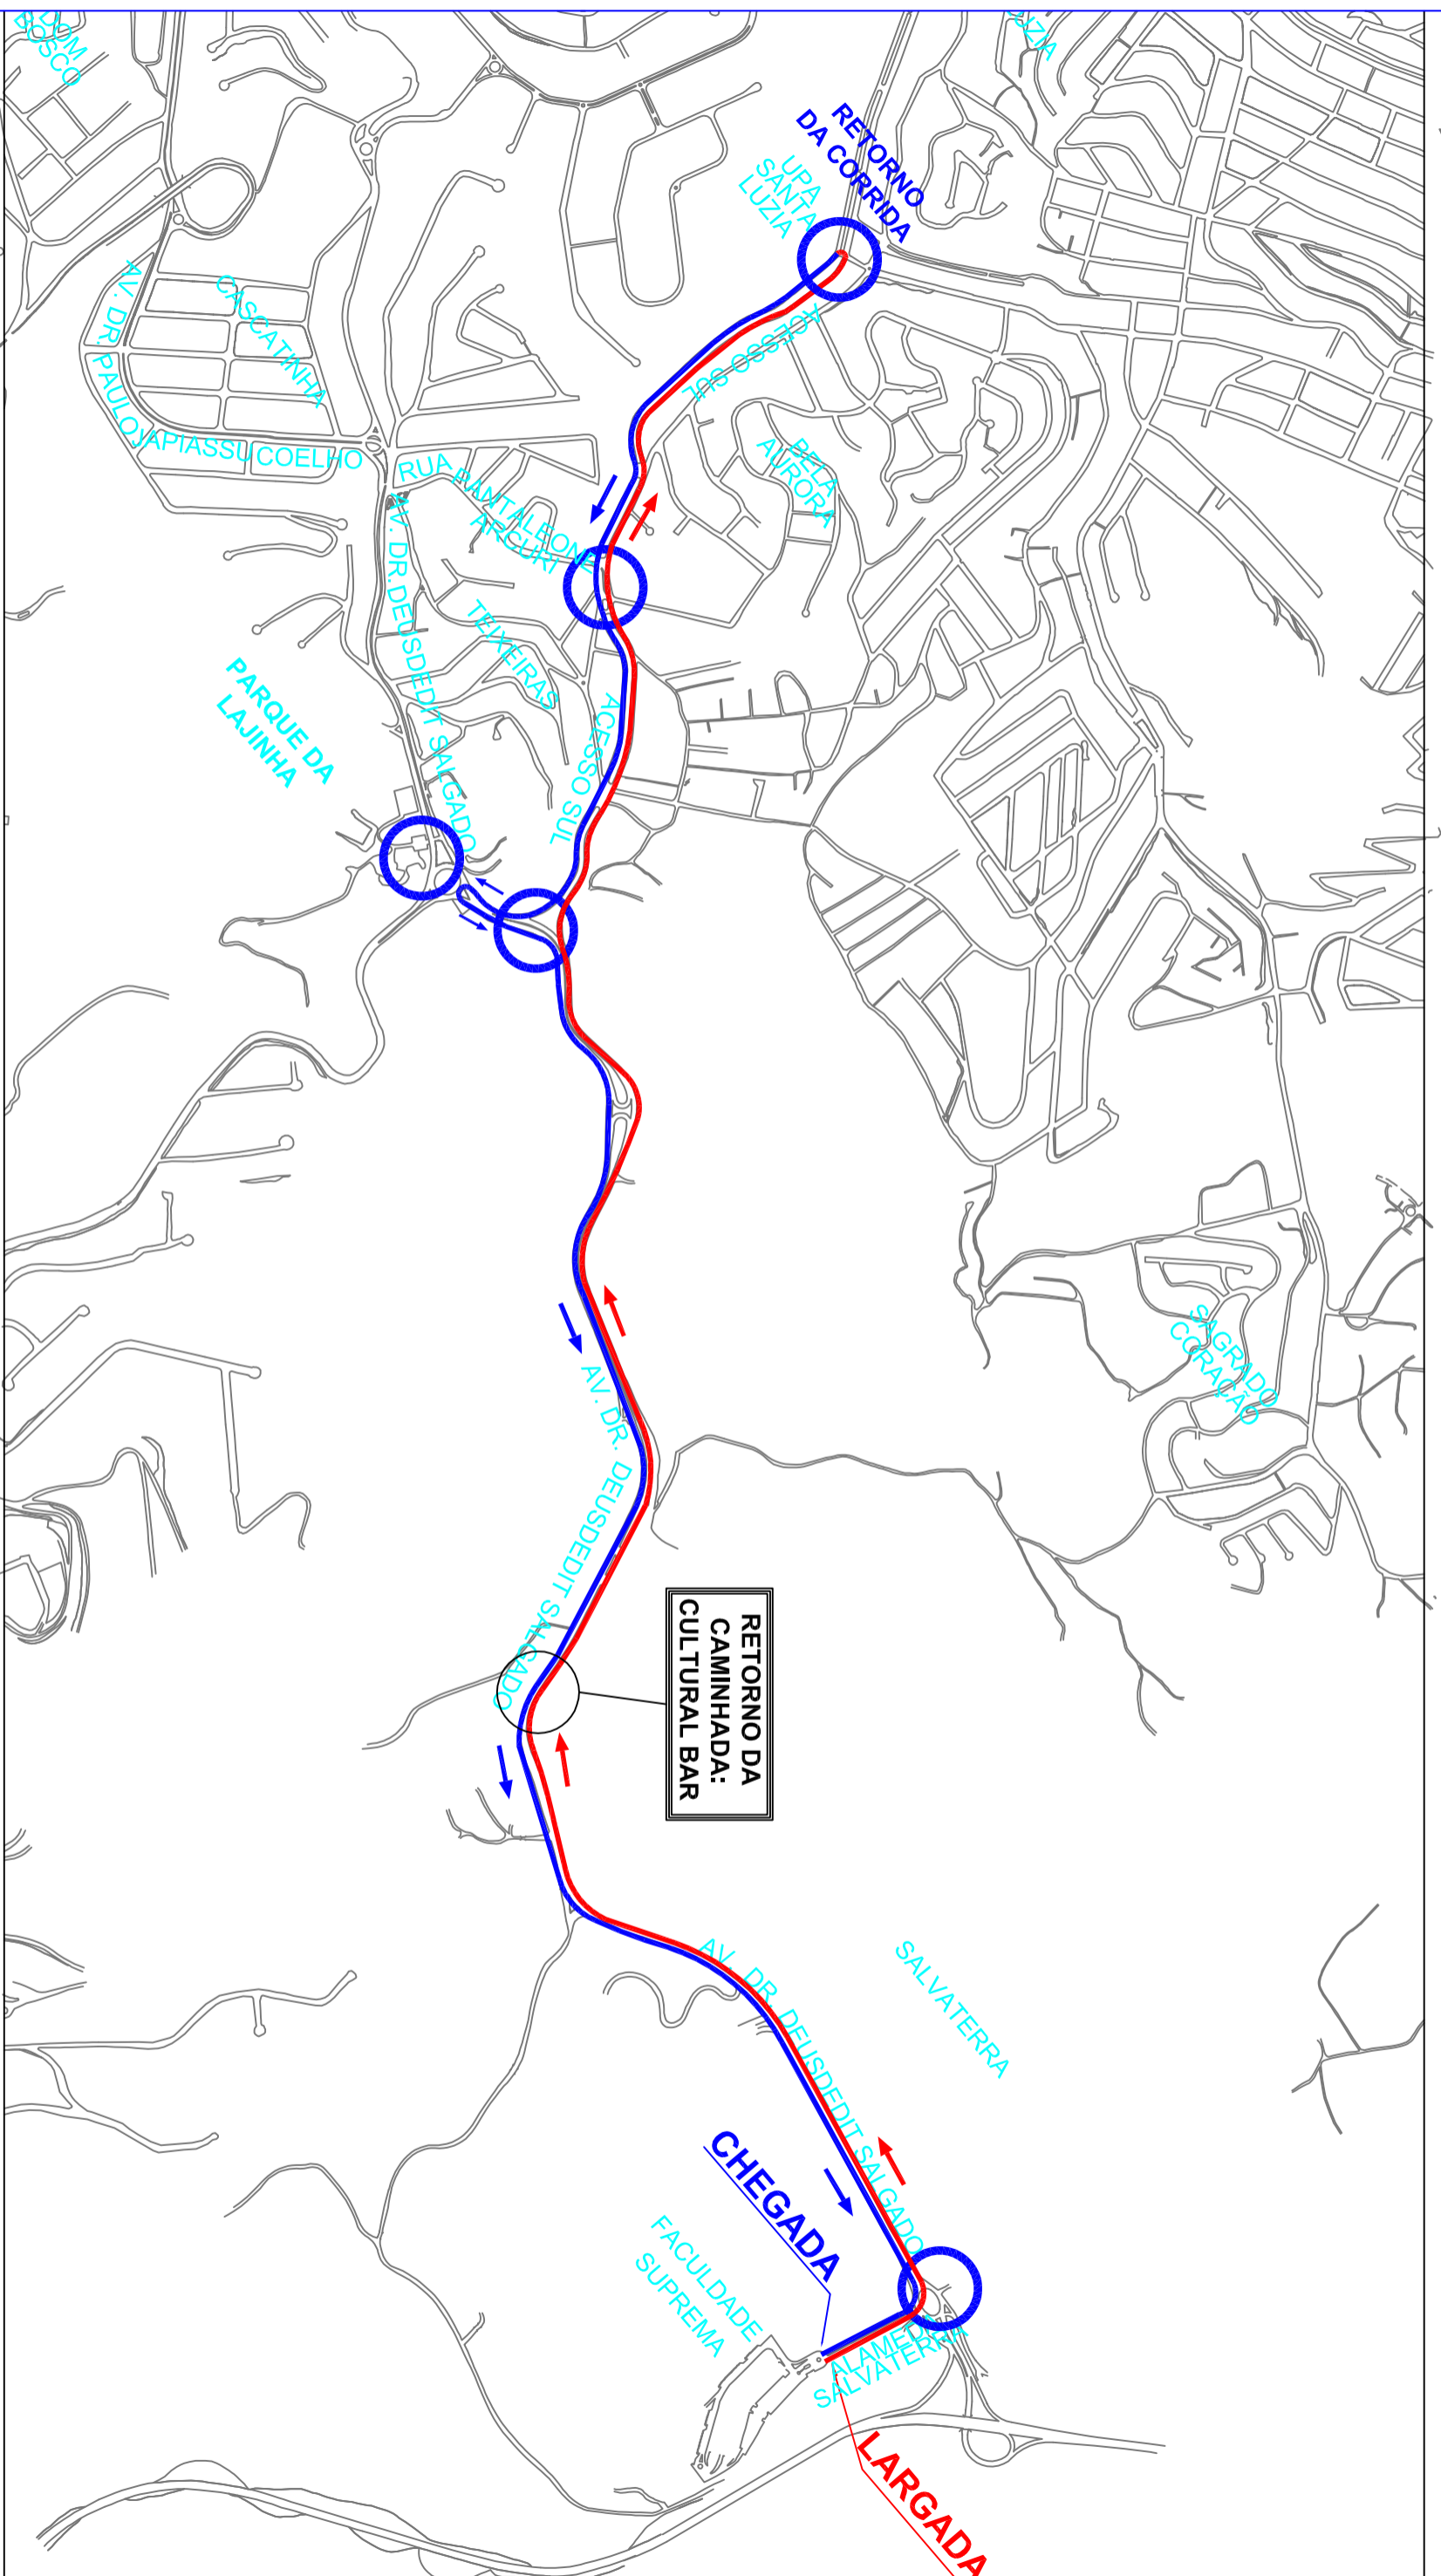 DOM
BOSCO
UZIA
RETORNO
DA CORRIDA
UPA
SANTA
LUZIA
ACESSO SUL
CASCATINHA
AV. DR. PAULO JAPIASSU COELHO
RUA PANTALEONE
ARCURI
BELA
AURORA
AV. DR. DEUSDEDIT SALGADO
TEIXEIRAS
ACESSO SUL
PARQUE DA
LAJINHA
SAGRADO
CORAÇÃO
AV. DR. DEUSDEDIT SALGADO
RETORNO DA
CAMINHADA:
CULTURAL BAR
SALVATERRA
AV. DR. DEUSDEDIT SALGADO
CHEGADA
FACULDADE
SUPREMA
ALAMEDA
SALVATERRA
LARGADA